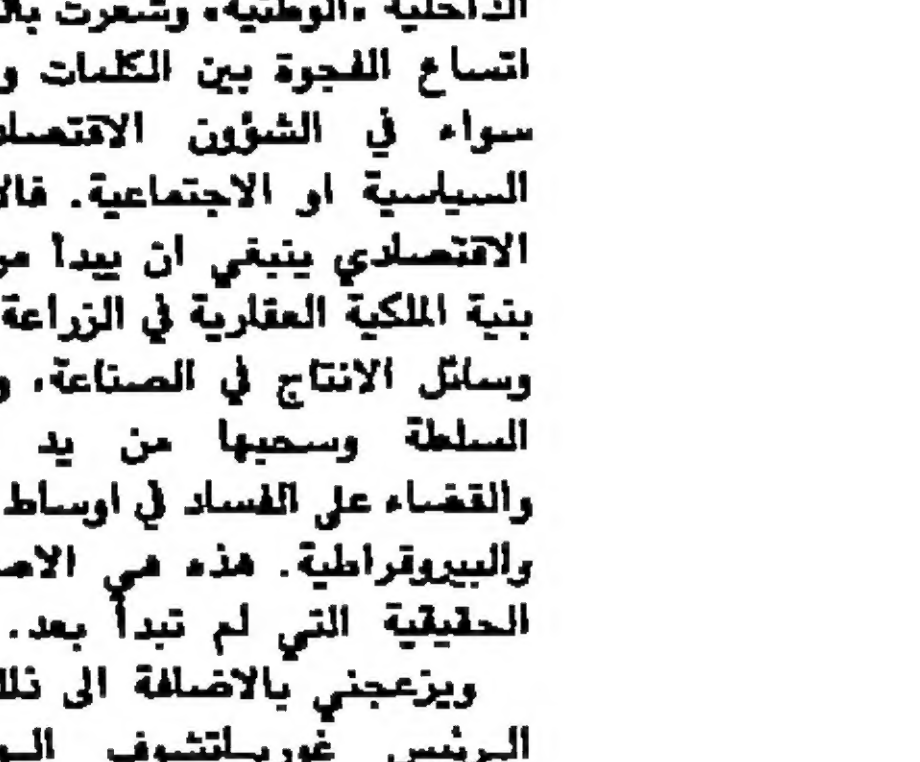 الداخلية «الوطنية» وشعرت
اتساع الفجوة بين الكلمات و
سواء في الشؤون
السياسية او الاجتماعية.
الاقتصادي ينبغي ان يبدأ
بنية الملكية العقارية في الزراعة
وسائل الانتاج في الصناعة، و
السلطة وسحبها من يد
والقضاء على الفساد في اوساط
والبيروقراطية. هذه هي
الحقيقية التي لم تبدأ بعد.
ويزعجني بالاضافة الى
الرئيس غورباتشوف